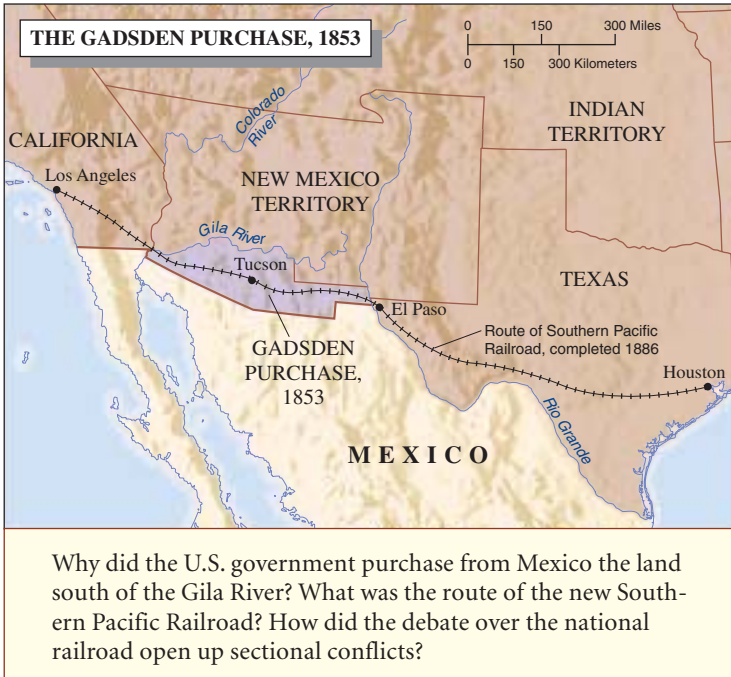 THE GADSDEN PURCHASE, 1853
0 150 300 Miles
0 150 300 Kilometers
Colorado
River
INDIAN
TERRITORY
CALIFORNIA
Los Angeles
NEW MEXICO
TERRITORY
Gila River
Tucson
TEXAS
El Paso
GADSDEN
PURCHASE,
1853
Route of Southern Pacific
Railroad, completed 1886
Houston
Rio Grande
MEXICO
Why did the U.S. government purchase from Mexico the land
south of the Gila River? What was the route of the new South-
ern Pacific Railroad? How did the debate over the national
railroad open up sectional conflicts?